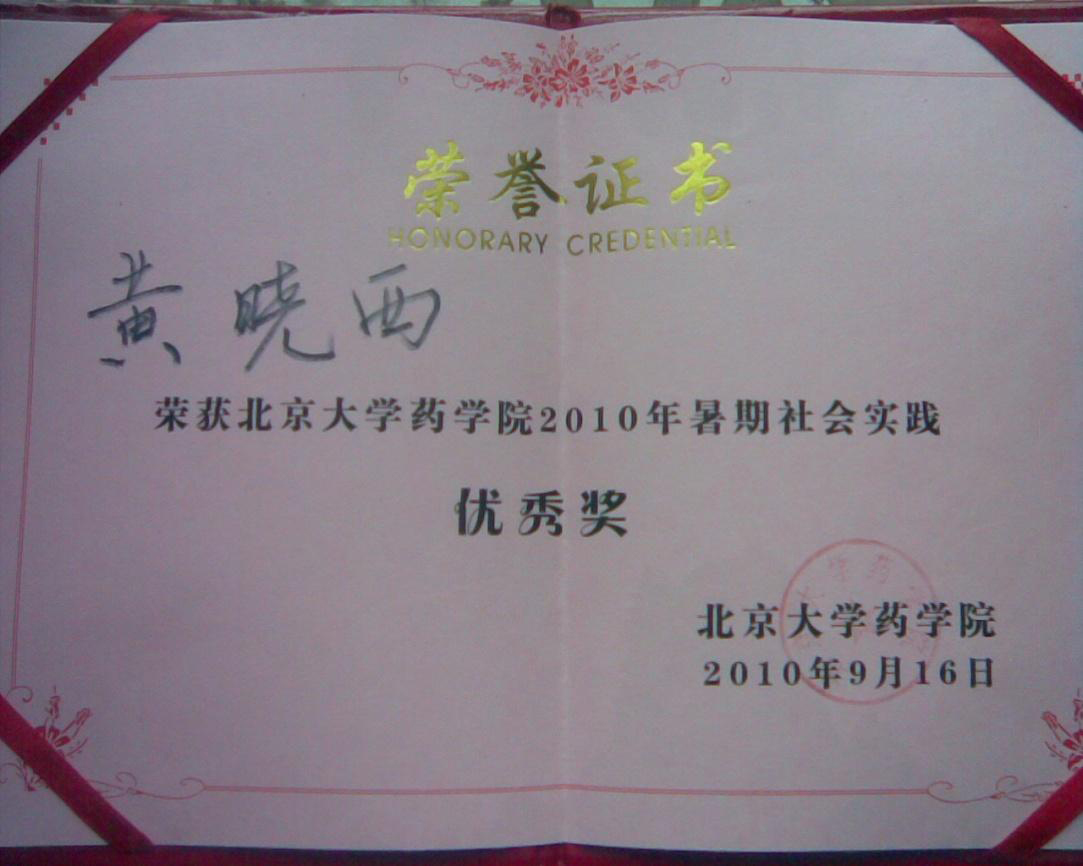 荣誉证书
HONORARY CREDENTIAL
黄晓西
荣获北京大学药学院2010年暑期社会实践
优秀奖
北京大学药学院
2010年9月16日